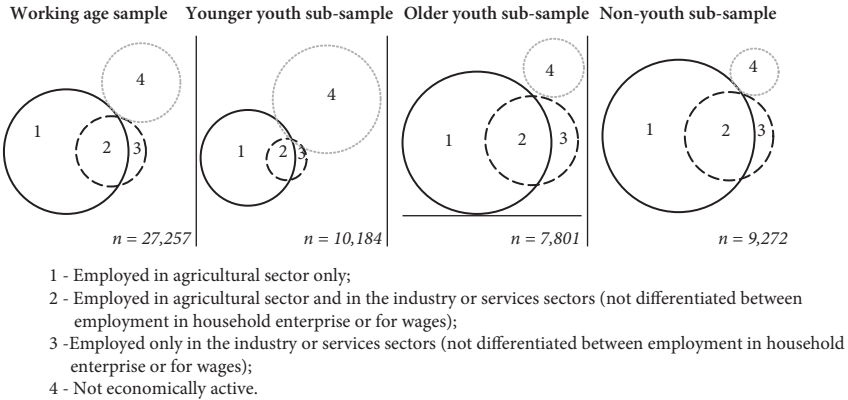 Working age sample Younger youth sub-sample Older youth sub-sample Non-youth sub-sample
4 4 4 4
1 2 3 1 2 3 1 2 3 1 2 3
n = 27,257 n = 10,184 n = 7,801 n = 9,272
1 - Employed in agricultural sector only;
2 - Employed in agricultural sector and in the industry or services sectors (not differentiated between
employment in household enterprise or for wages);
3 -Employed only in the industry or services sectors (not differentiated between employment in household
enterprise or for wages);
4 - Not economically active.